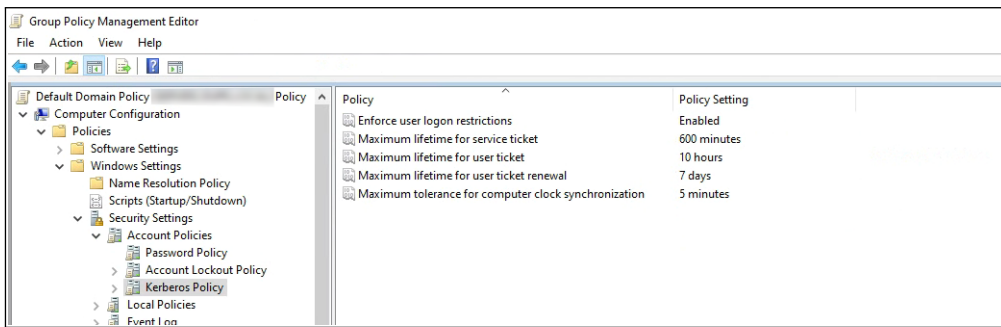 Group Policy Management Editor
File Action View Help
Default Domain Policy Policy
Computer Configuration
Policies
Software Settings
Windows Settings
Name Resolution Policy
Scripts (Startup/Shutdown)
Security Settings
Account Policies
Password Policy
Account Lockout Policy
Kerberos Policy
Local Policies
Event Log
Policy Policy Setting
Enforce user logon restrictions Enabled
Maximum lifetime for service ticket 600 minutes
Maximum lifetime for user ticket 10 hours
Maximum lifetime for user ticket renewal 7 days
Maximum tolerance for computer clock synchronization 5 minutes